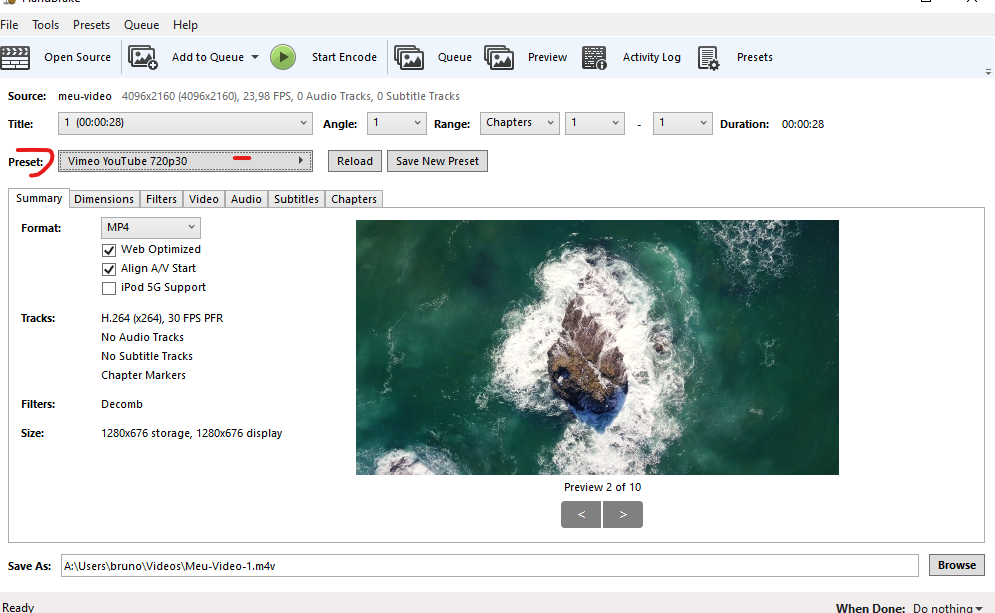 HandBrake
File Tools Presets Queue Help
Open Source Add to Queue Start Encode Queue Preview Activity Log Presets
Source: meu-video 4096x2160 (4096x2160), 23,98 FPS, 0 Audio Tracks, 0 Subtitle Tracks
Title: 1 (00:00:28) Angle: 1 Range: Chapters 1 - 1 Duration: 00:00:28
Preset: Vimeo YouTube 720p30 Reload Save New Preset
Summary Dimensions Filters Video Audio Subtitles Chapters
Format: MP4
Web Optimized
Align A/V Start
iPod 5G Support
Tracks: H.264 (x264), 30 FPS PFR
No Audio Tracks
No Subtitle Tracks
Chapter Markers
Filters: Decomb
Size: 1280x676 storage, 1280x676 display
Preview 2 of 10
< >
Save As: A:\Users\bruno\Videos\Meu-Video-1.m4v Browse
Ready When Done: Do nothing